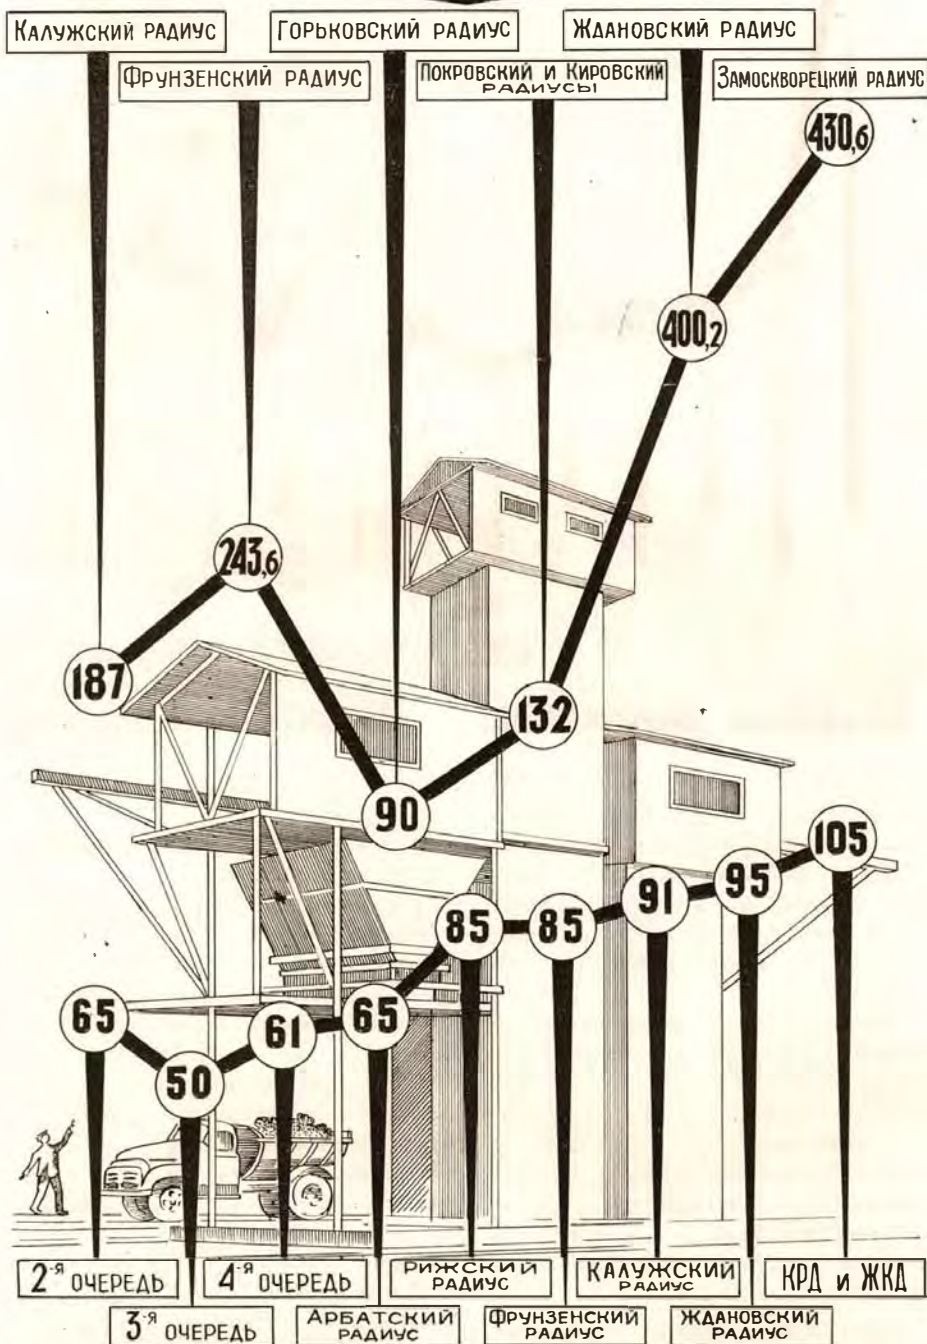 Калужский радиус
Горьковский радиус
Ждановский радиус
Фрунзенский радиус
Покровский и Кировский
радиусы
Замоскворецкий радиус
430,6
400,2
243,6
187
132
90
105
95
91
85
85
65
61
65
50
2-я очередь
4-я очередь
Рижский
радиус
Калужский
радиус
КРД и ЖКД
3-я очередь
Арбатский
радиус
Фрунзенский
радиус
Ждановский
радиус